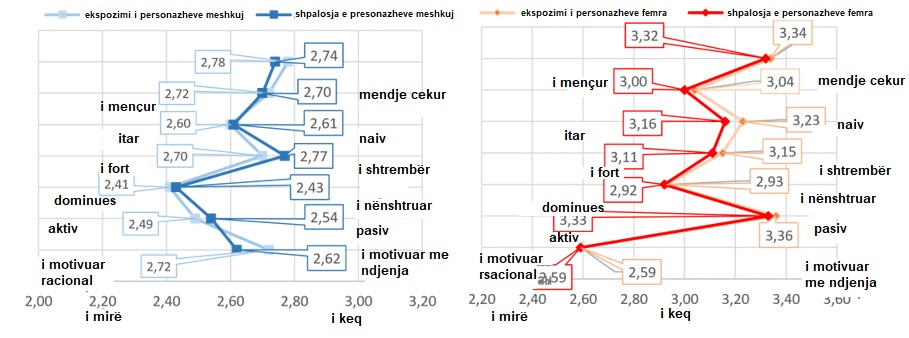 ekspozimi i personazheve meshkuj
shpalosja e presonazheve meshkuj
2,78
2,74
2,72
2,70
mendje cekur
i mençur
2,60
2,61
itar
naiv
2,70
2,77
i fort
i shtrembër
2,41
2,43
dominues
i nënshtruar
2,49
2,54
aktiv
pasiv
2,72
2,62
i motivuar me
ndjenja
i motivuar
racional
2,00 2,20 2,40 2,60 2,80 3,00 3,20
i mirë
i keq
ekspozimi i personazheve femra
shpalosja e personazheve femra
3,32
3,34
i mençur
3,00
3,04
mendje cekur
3,16
3,23
itar
naiv
3,11
3,15
i fort
i shtrembër
2,92
2,93
dominues
i nënshtruar
3,33
3,36
aktiv
pasiv
i motivuar
rsacional
2,59
i motivuar
me ndjenja
2,20 2,40 2,60 2,80 3,00 3,20 3,40 3,60
i mirë
i keq